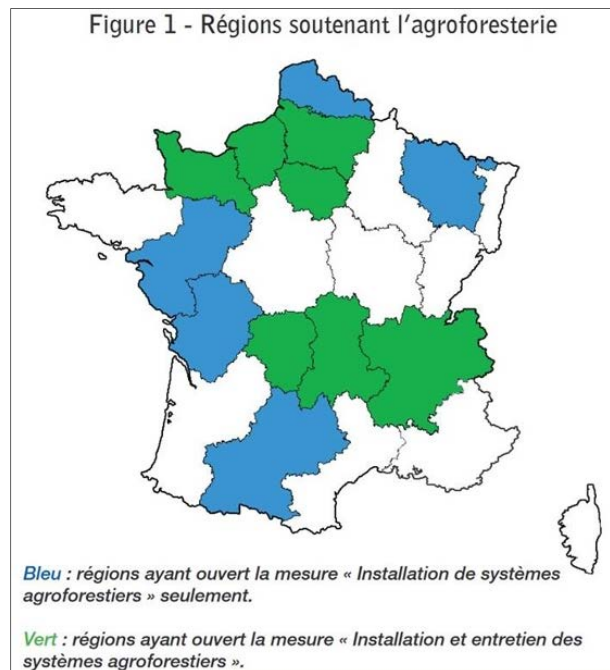 Figure 1 - Régions soutenant l'agroforesterie
Bleu : régions ayant ouvert la mesure « Installation de systèmes
agroforestiers » seulement.
Vert : régions ayant ouvert la mesure « Installation et entretien des
systèmes agroforestiers ».